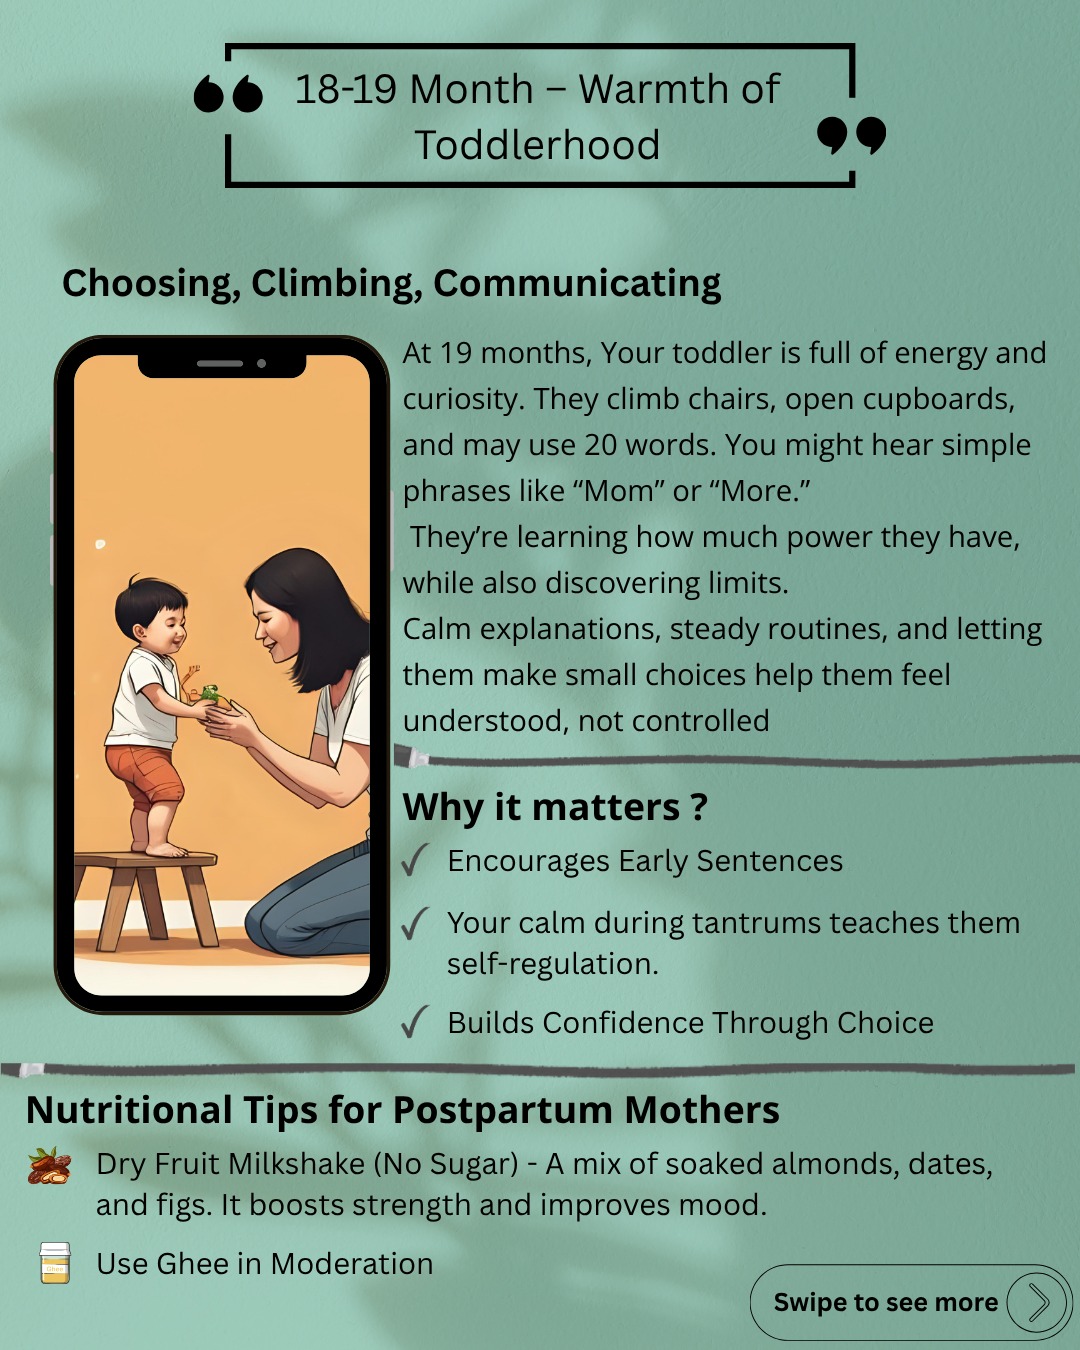 18-19 Month – Warmth of
Toddlerhood
Choosing, Climbing, Communicating
At 19 months, Your toddler is full of energy and
curiosity. They climb chairs, open cupboards,
and may use 20 words. You might hear simple
phrases like “Mom” or “More.”
They’re learning how much power they have,
while also discovering limits.
Calm explanations, steady routines, and letting
them make small choices help them feel
understood, not controlled
Why it matters ?
Encourages Early Sentences
Your calm during tantrums teaches them
self-regulation.
Builds Confidence Through Choice
Nutritional Tips for Postpartum Mothers
Dry Fruit Milkshake (No Sugar) - A mix of soaked almonds, dates,
and figs. It boosts strength and improves mood.
Ghee
Use Ghee in Moderation
Swipe to see more